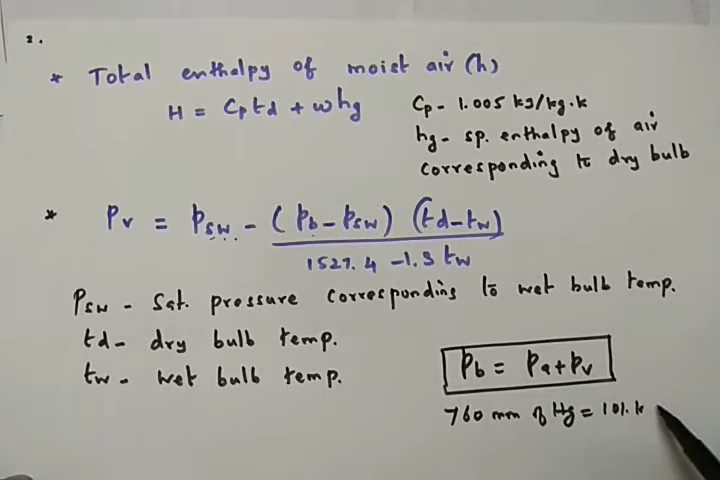 2.
* Total enthalpy of moist air (h)
H = Cp td + whg
Cp - 1.005 kJ/kg.k
hg - sp. enthalpy of air
corresponding to dry bulb
* Pv = Psw - (Pb - Psw) (td - tw)
1527.4 - 1.3 tw
Psw - Sat. pressure corresponding to wet bulb temp.
td - dry bulb temp.
tw - wet bulb temp.
Pb = Pa + Pv
760 mm of Hg = 101. k